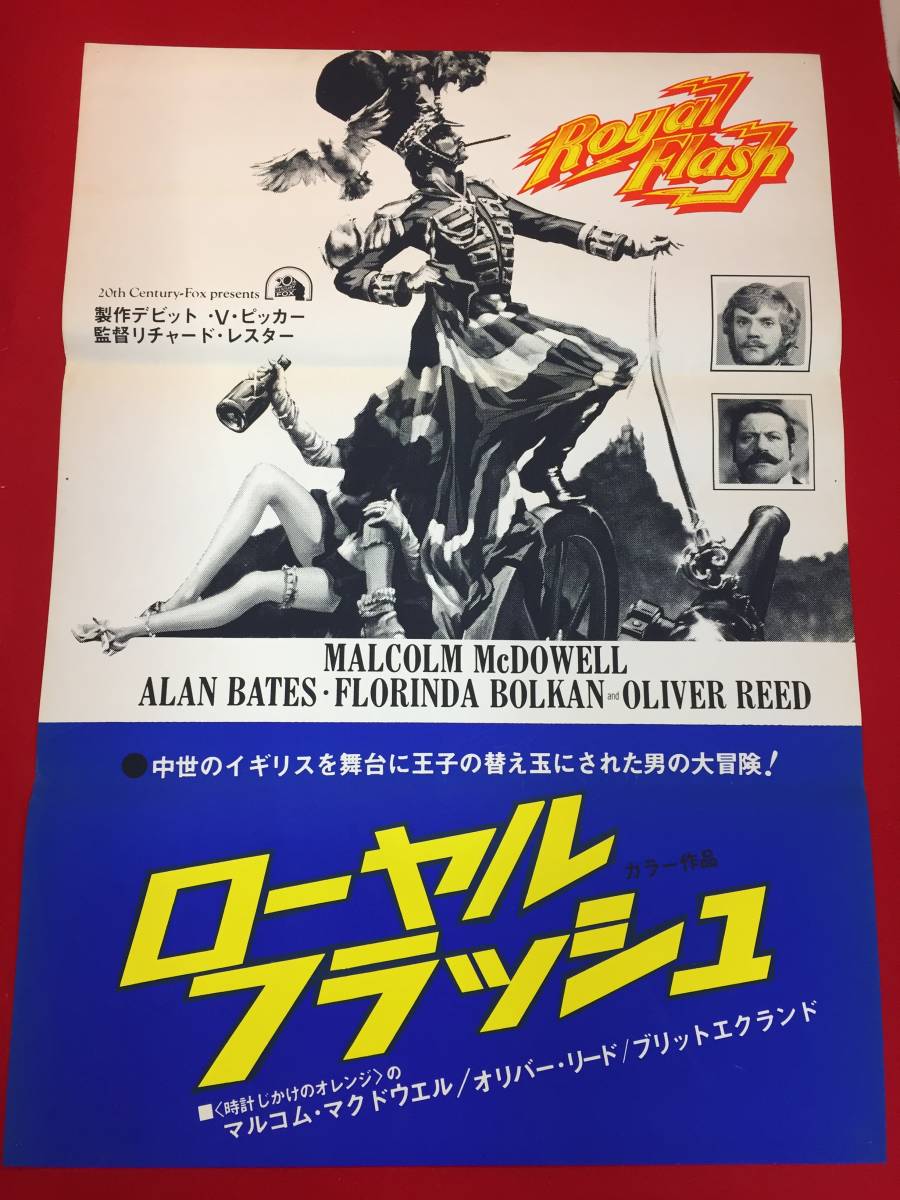 Royal
Flash
20th Century-Fox presents
製作デビット・V・ピッカー
監督リチャード・レスター
MALCOLM McDOWELL
ALAN BATES・FLORINDA BOLKAN and OLIVER REED
●中世のイギリスを舞台に王子の替え玉にされた男の大冒険!
ローヤル
カラー作品
フラッシュ
■〈時計じかけのオレンジ〉の
マルコム・マクドウエル/オリバー・リード/ブリットエクランド